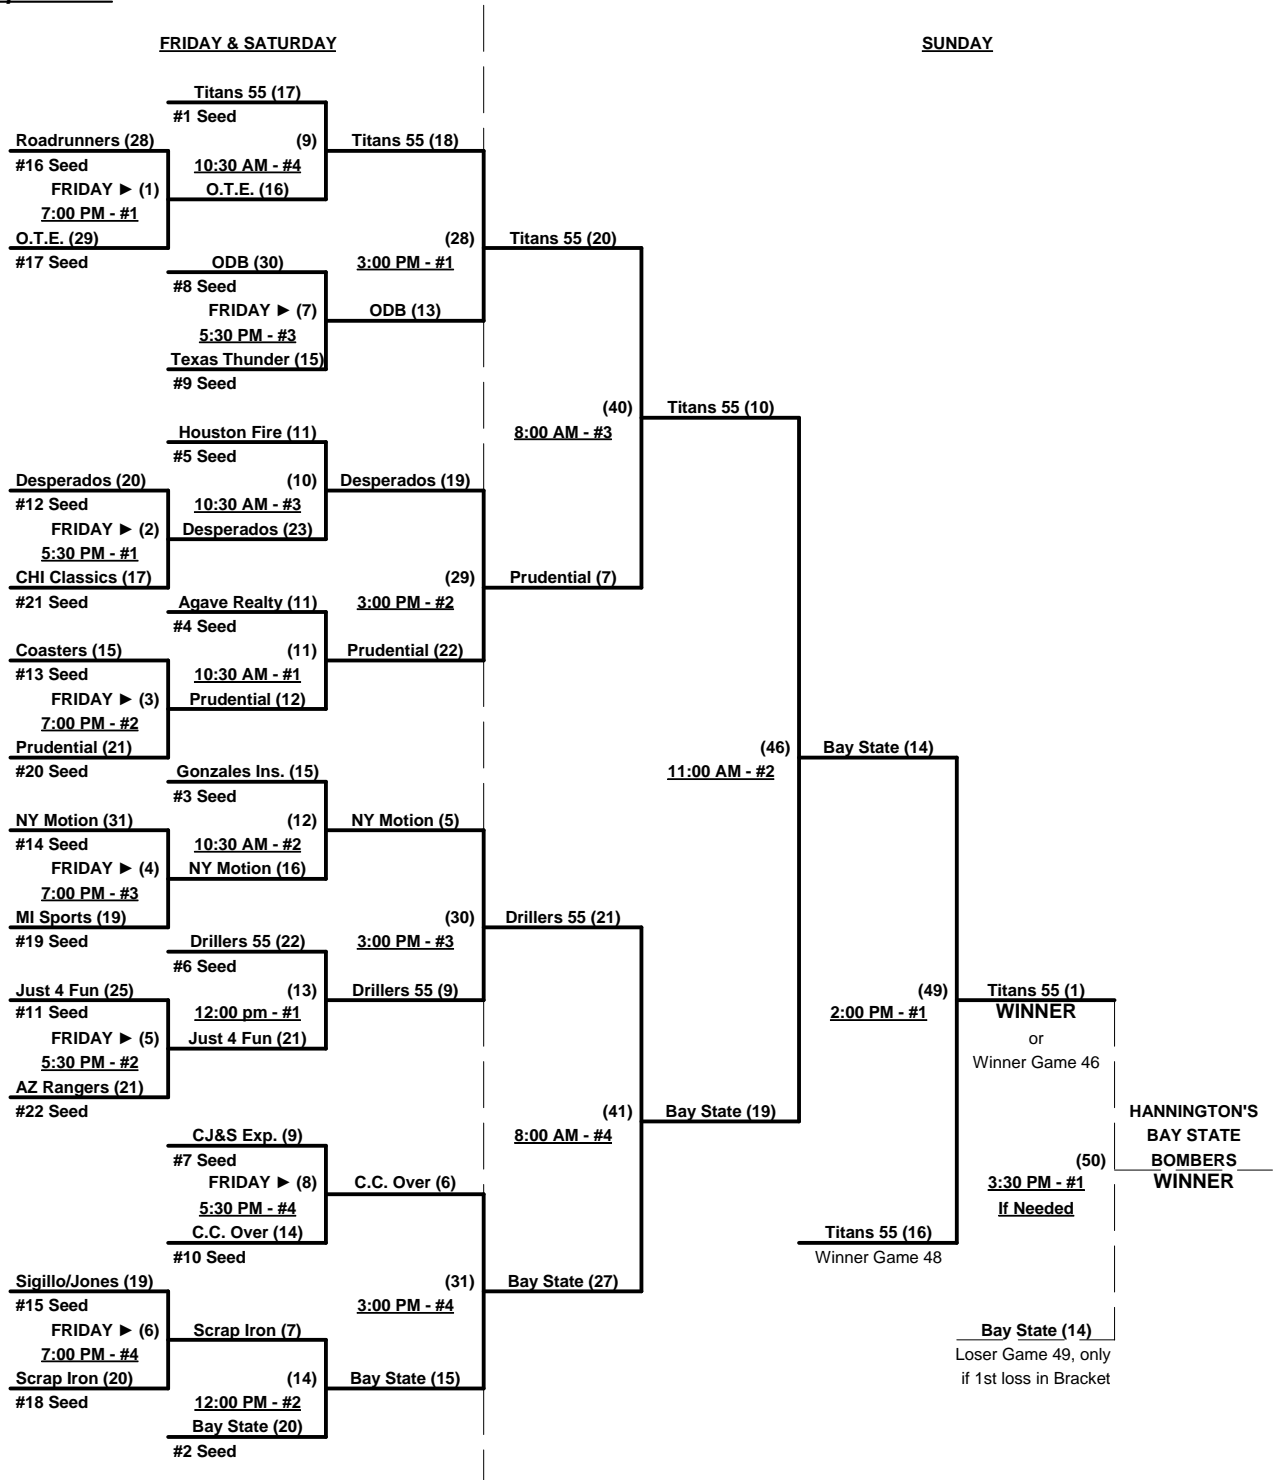 FRIDAY & SATURDAY
SUNDAY
Titans 55 (17)
#1 Seed
Roadrunners (28)
(9)
Titans 55 (18)
#16 Seed
10:30 AM - #4
FRIDAY ► (1)
O.T.E. (16)
7:00 PM - #1
O.T.E. (29)
(28)
Titans 55 (20)
#17 Seed
ODB (30)
3:00 PM - #1
#8 Seed
FRIDAY ► (7)
ODB (13)
5:30 PM - #3
Texas Thunder (15)
#9 Seed
(40)
Titans 55 (10)
Houston Fire (11)
8:00 AM - #3
#5 Seed
Desperados (20)
(10)
Desperados (19)
#12 Seed
10:30 AM - #3
FRIDAY ► (2)
Desperados (23)
5:30 PM - #1
CHI Classics (17)
(29)
Prudential (7)
#21 Seed
Agave Realty (11)
3:00 PM - #2
#4 Seed
Coasters (15)
(11)
Prudential (22)
#13 Seed
10:30 AM - #1
FRIDAY ► (3)
Prudential (12)
7:00 PM - #2
Prudential (21)
(46)
Bay State (14)
#20 Seed
Gonzales Ins. (15)
11:00 AM - #2
#3 Seed
NY Motion (31)
(12)
NY Motion (5)
#14 Seed
10:30 AM - #2
FRIDAY ► (4)
NY Motion (16)
7:00 PM - #3
MI Sports (19)
(30)
Drillers 55 (21)
#19 Seed
Drillers 55 (22)
3:00 PM - #3
#6 Seed
Just 4 Fun (25)
(13)
Drillers 55 (9)
(49)
Titans 55 (1)
#11 Seed
12:00 pm - #1
2:00 PM - #1
WINNER
FRIDAY ► (5)
Just 4 Fun (21)
or
5:30 PM - #2
Winner Game 46
AZ Rangers (21)
#22 Seed
(41)
Bay State (19)
HANNINGTON'S
CJ&S Exp. (9)
8:00 AM - #4
BAY STATE
#7 Seed
(50)
BOMBERS
FRIDAY ► (8)
C.C. Over (6)
3:30 PM - #1
WINNER
5:30 PM - #4
If Needed
C.C. Over (14)
Titans 55 (16)
#10 Seed
Winner Game 48
Sigillo/Jones (19)
(31)
Bay State (27)
#15 Seed
3:00 PM - #4
FRIDAY ► (6)
Scrap Iron (7)
Bay State (14)
7:00 PM - #4
Loser Game 49, only
Scrap Iron (20)
(14)
Bay State (15)
if 1st loss in Bracket
#18 Seed
12:00 PM - #2
Bay State (20)
#2 Seed